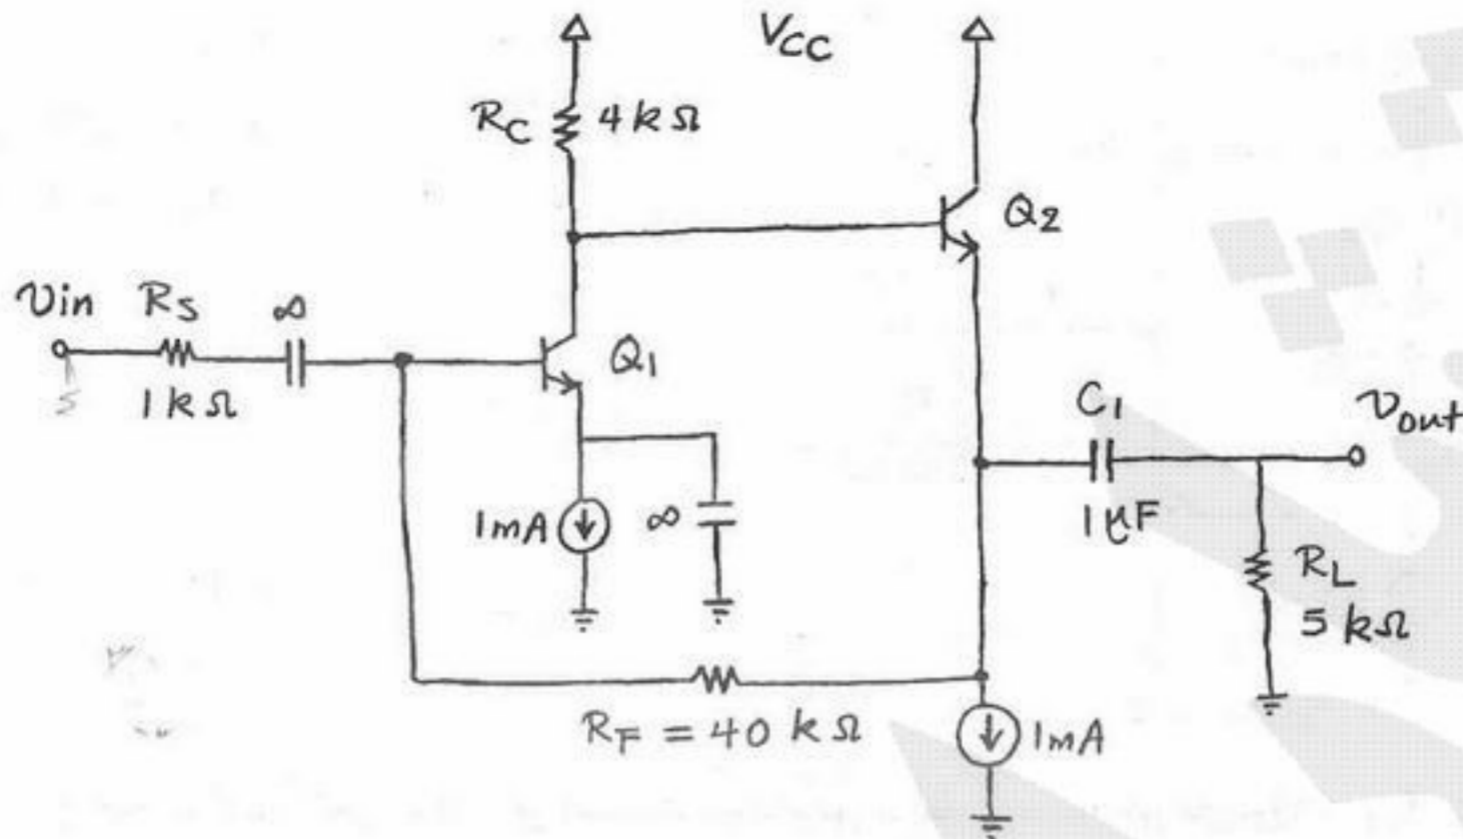 VCC
RC 4kΩ
Q2
Vin RS ∞
Q1
1kΩ
C1
Vout
1mA
∞
1μF
RL
5kΩ
RF = 40 kΩ
1mA